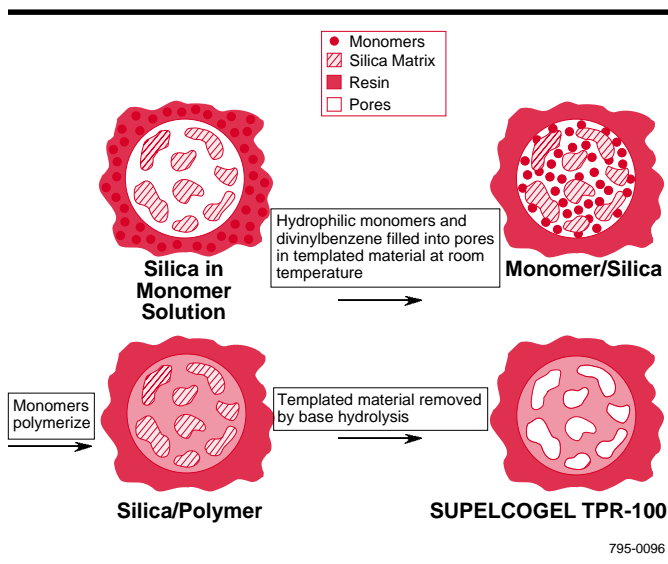 Monomers
Silica Matrix
Resin
Pores
Silica in
Monomer
Solution
Hydrophilic monomers and
divinylbenzene filled into pores
in templated material at room
temperature
Monomer/Silica
Monomers
polymerize
Silica/Polymer
Templated material removed
by base hydrolysis
SUPELCOGEL TPR-100
795-0096